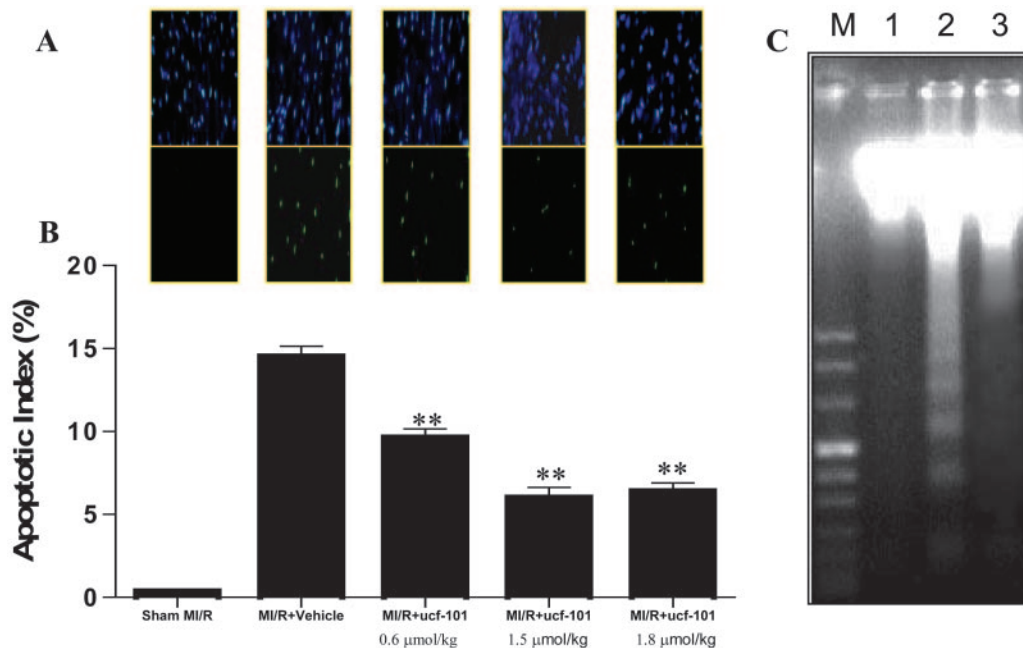 A
C
M 1 2 3
B
Apoptotic Index (%)
20
15
10
5
0
**
**
**
Sham MI/R MI/R+Vehicle MI/R+ucf-101 MI/R+ucf-101 MI/R+ucf-101
0.6 μmol/kg 1.5 μmol/kg 1.8 μmol/kg